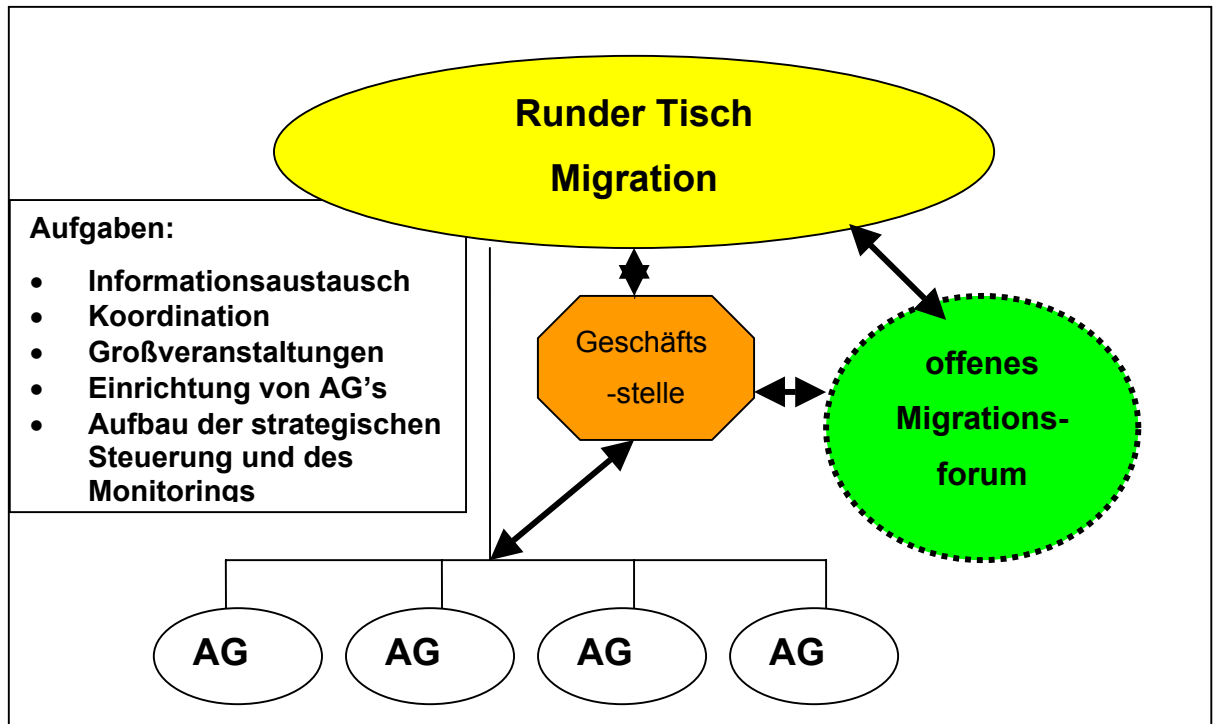 Runder Tisch
Migration
Aufgaben:
• Informationsaustausch
• Koordination
• Großveranstaltungen
• Einrichtung von AG's
• Aufbau der strategischen
Steuerung und des
Monitorings
Geschäfts
-stelle
offenes
Migrations-
forum
AG
AG
AG
AG